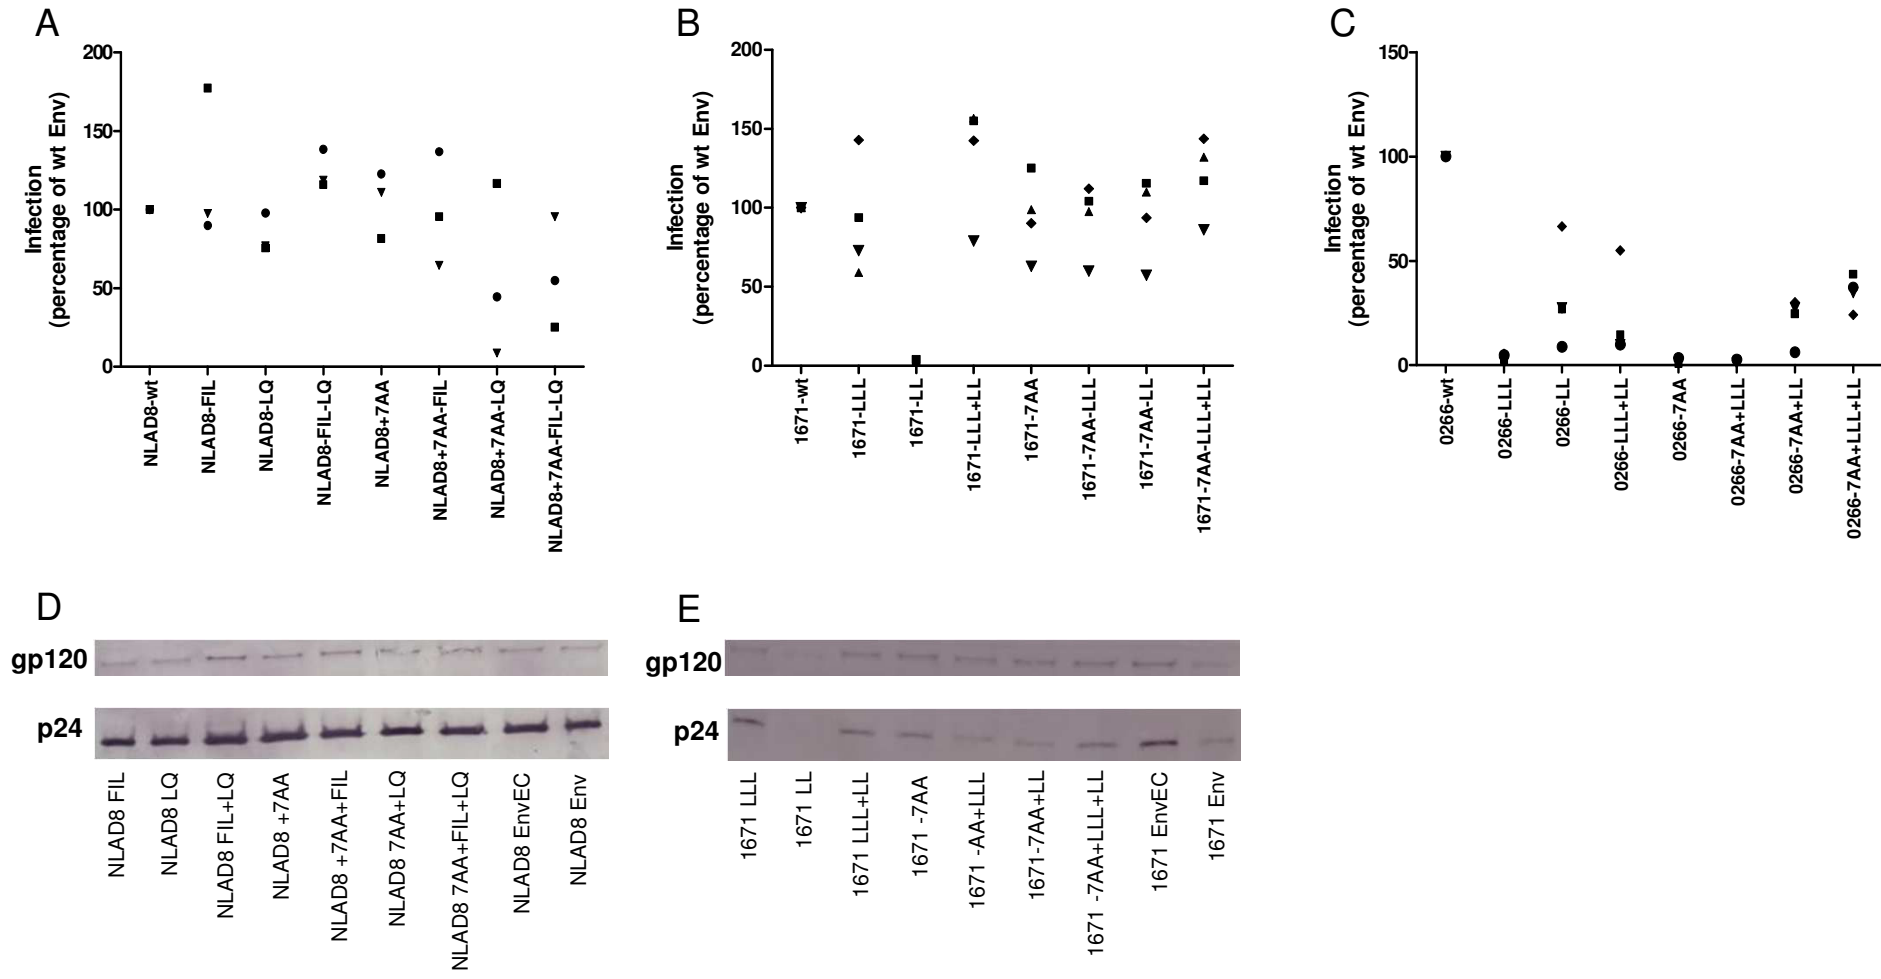 A
200
150
100
50
0
Infection
(percentage of wt Env)
NLAD8-wt
NLAD8-FIL
NLAD8-LQ
NLAD8-FIL-LQ
NLAD8+7AA
NLAD8+7AA-FIL
NLAD8+7AA-LQ
NLAD8+7AA-FIL-LQ
B
200
150
100
50
0
Infection
(percentage of wt Env)
1671-wt
1671-LLL
1671-LL
1671-LLL+LL
1671-7AA
1671-7AA-LLL
1671-7AA-LL
1671-7AA-LLL+LL
C
150
100
50
0
Infection
(percentage of wt Env)
0266-wt
0266-LLL
0266-LL
0266-LLL+LL
0266-7AA
0266-7AA+LLL
0266-7AA+LL
0266-7AA+LLL+LL
D
gp120
p24
NLAD8 FIL
NLAD8 LQ
NLAD8 FIL+LQ
NLAD8 +7AA
NLAD8 +7AA+FIL
NLAD8 7AA+LQ
NLAD8 7AA+FIL+LQ
NLAD8 EnvEC
NLAD8 Env
E
gp120
p24
1671 LLL
1671 LL
1671 LLL+LL
1671 -7AA
1671 -AA+LLL
1671-7AA+LL
1671 -7AA+LLL+LL
1671 EnvEC
1671 Env